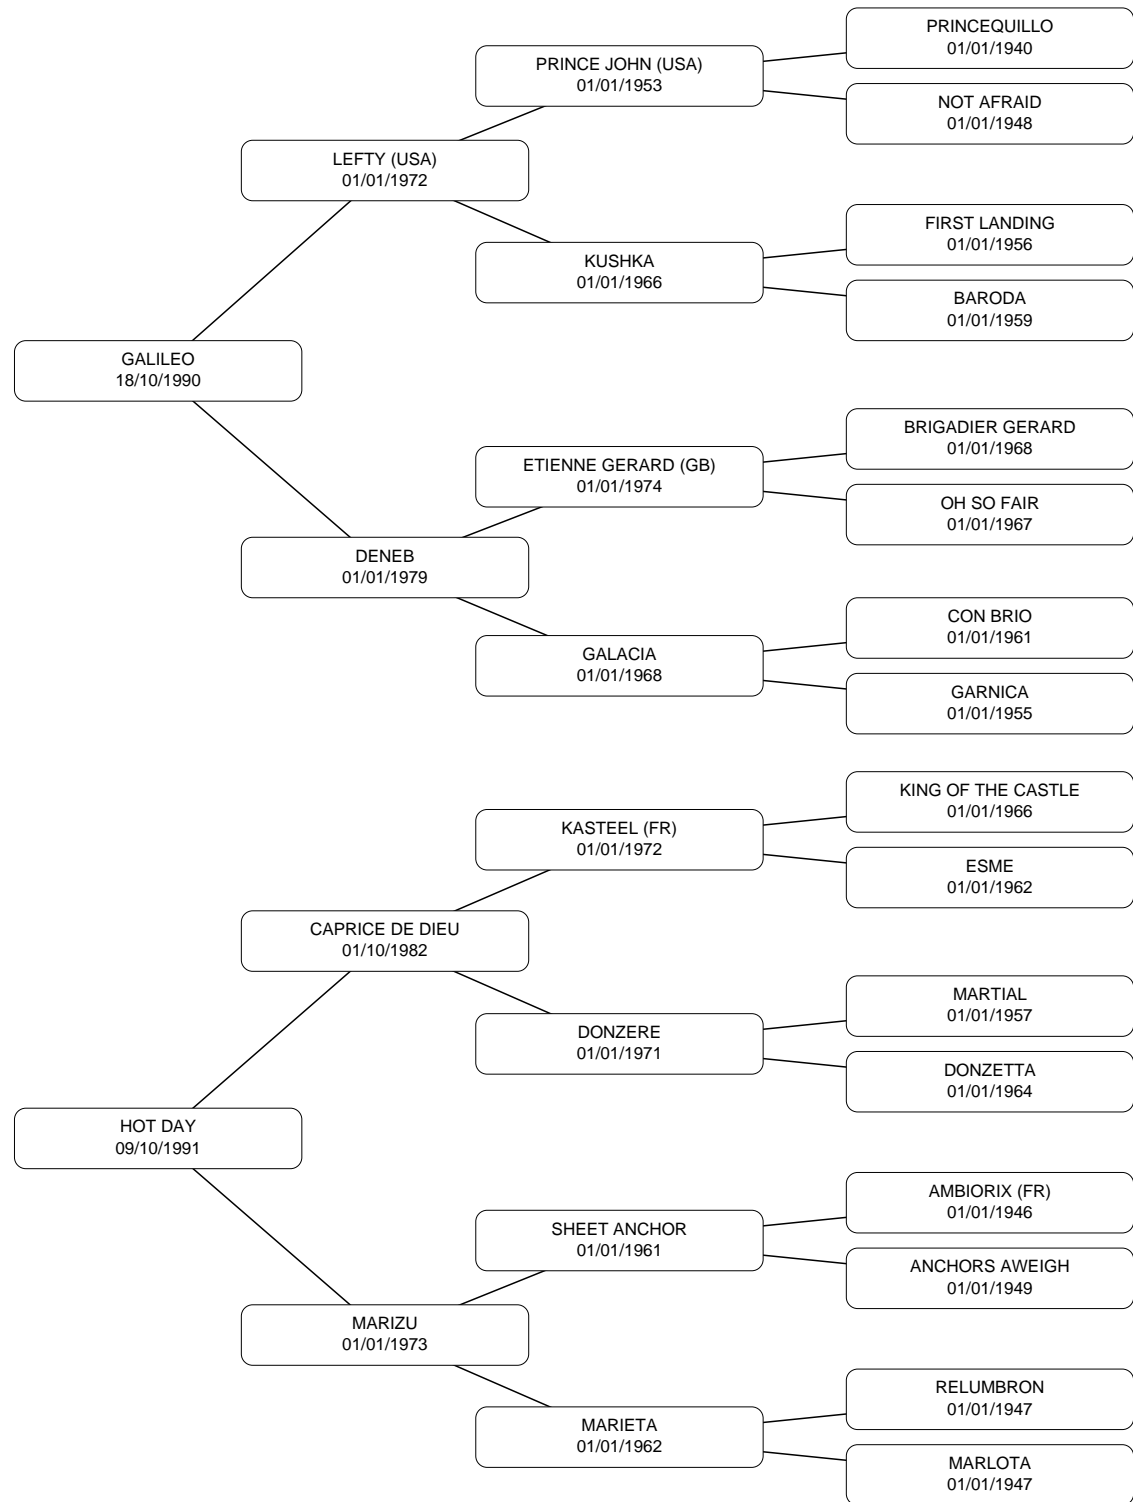 PRINCEQUILLO
01/01/1940
PRINCE JOHN (USA)
01/01/1953
NOT AFRAID
01/01/1948
LEFTY (USA)
01/01/1972
FIRST LANDING
01/01/1956
KUSHKA
01/01/1966
BARODA
01/01/1959
GALILEO
18/10/1990
BRIGADIER GERARD
01/01/1968
ETIENNE GERARD (GB)
01/01/1974
OH SO FAIR
01/01/1967
DENEB
01/01/1979
CON BRIO
01/01/1961
GALACIA
01/01/1968
GARNICA
01/01/1955
KING OF THE CASTLE
01/01/1966
KASTEEL (FR)
01/01/1972
ESME
01/01/1962
CAPRICE DE DIEU
01/10/1982
MARTIAL
01/01/1957
DONZERE
01/01/1971
DONZETTA
01/01/1964
HOT DAY
09/10/1991
AMBIORIX (FR)
01/01/1946
SHEET ANCHOR
01/01/1961
ANCHORS AWEIGH
01/01/1949
MARIZU
01/01/1973
RELUMBRON
01/01/1947
MARIETA
01/01/1962
MARLOTA
01/01/1947